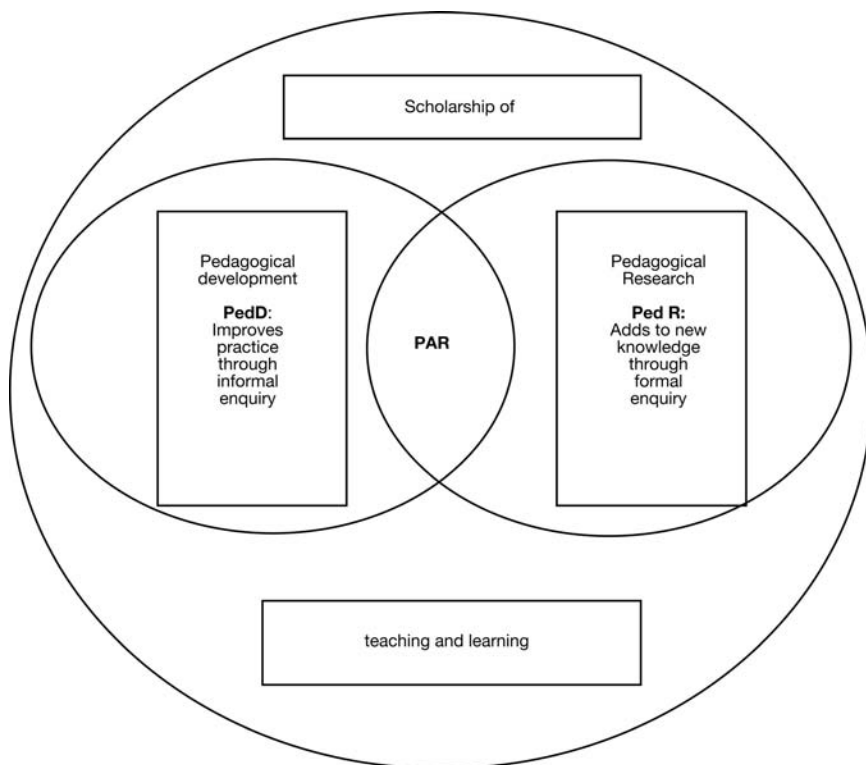 Scholarship of
Pedagogical
development
PedD:
Improves
practice
through
informal
enquiry
PAR
Pedagogical
Research
Ped R:
Adds to new
knowledge
through
formal
enquiry
teaching and learning